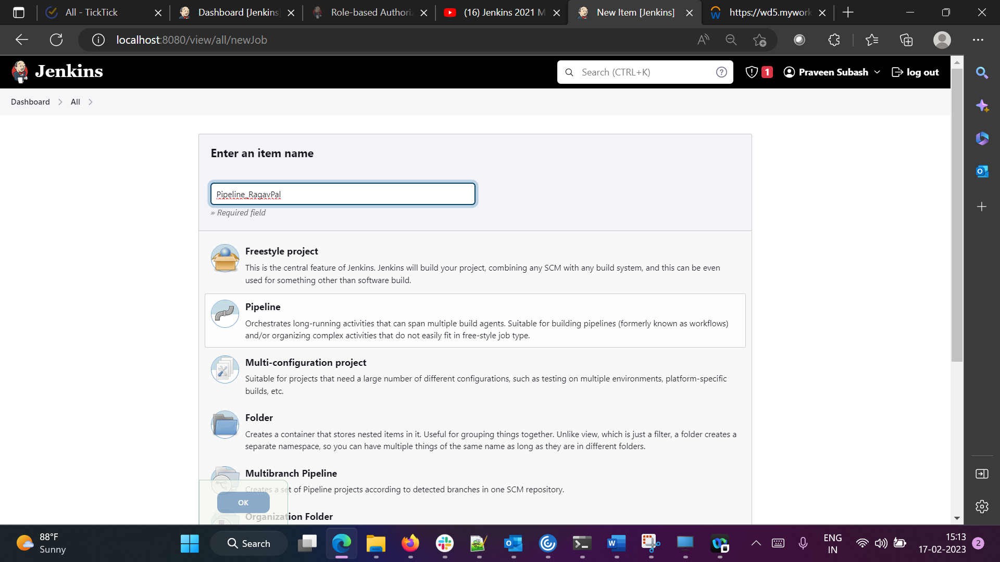 All - TickTick
Dashboard [Jenkins]
Role-based Authoriz
(16) Jenkins 2021 M
New Item [Jenkins]
https://wd5.mywork
localhost:8080/view/all/newJob
Jenkins
Search (CTRL+K)
1
Praveen Subash
log out
Dashboard
All
Enter an item name
Pipeline_RagavPal
» Required field
Freestyle project
This is the central feature of Jenkins. Jenkins will build your project, combining any SCM with any build system, and this can be even
used for something other than software build.
Pipeline
Orchestrates long-running activities that can span multiple build agents. Suitable for building pipelines (formerly known as workflows)
and/or organizing complex activities that do not easily fit in free-style job type.
Multi-configuration project
Suitable for projects that need a large number of different configurations, such as testing on multiple environments, platform-specific
builds, etc.
Folder
Creates a container that stores nested items in it. Useful for grouping things together. Unlike view, which is just a filter, a folder creates a
separate namespace, so you can have multiple things of the same name as long as they are in different folders.
Multibranch Pipeline
Creates a set of Pipeline projects according to detected branches in one SCM repository.
OK
Organization Folder
88°F
Sunny
Search
ENG
IN
15:13
17-02-2023
2